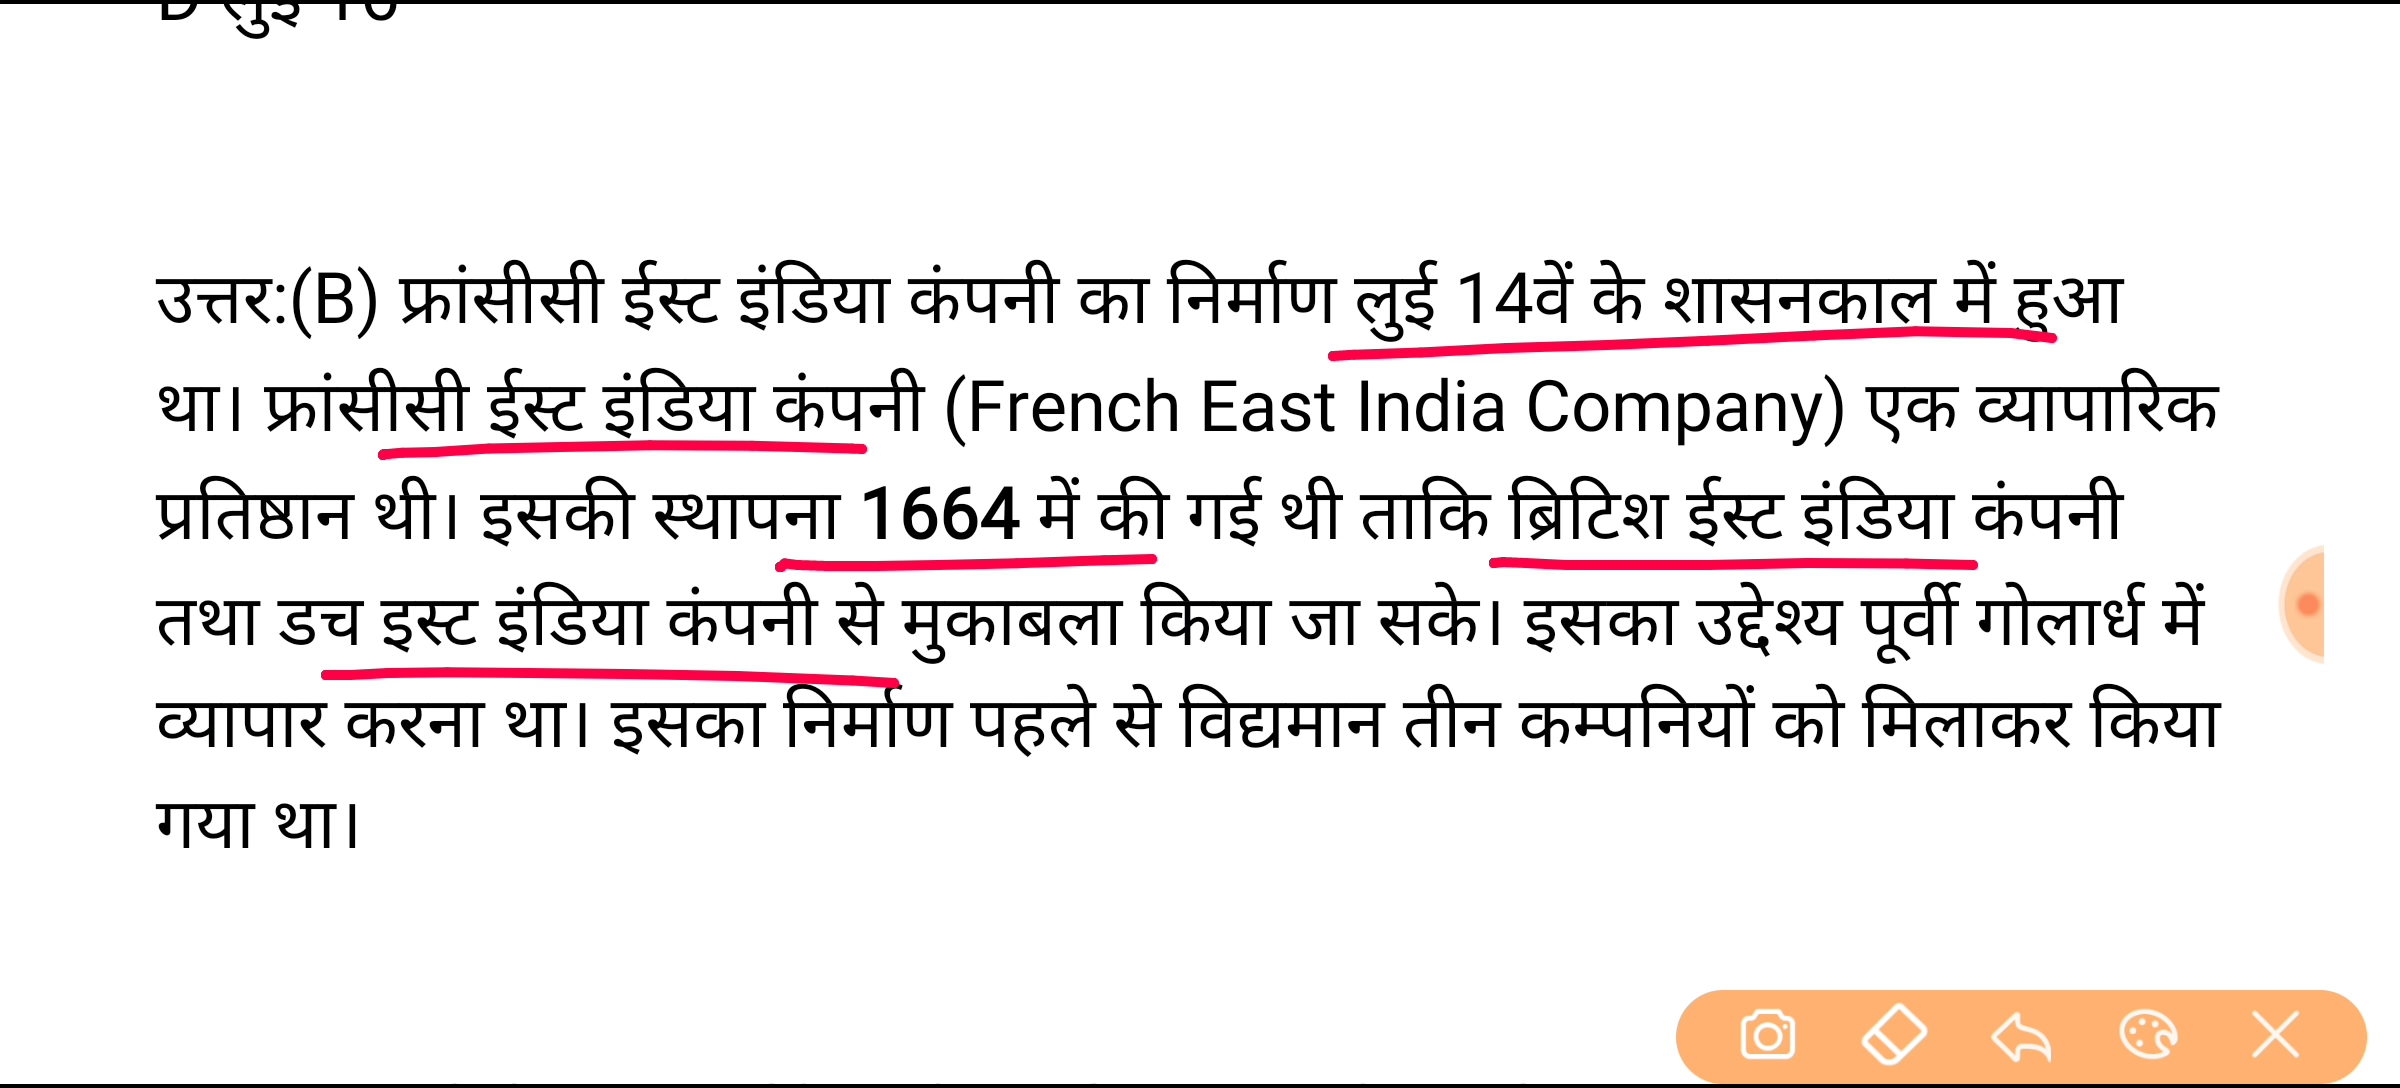 D लुई 16
उत्तर:(B) फ्रांसीसी ईस्ट इंडिया कंपनी का निर्माण लुई 14वें के शासनकाल में हुआ
था। फ्रांसीसी ईस्ट इंडिया कंपनी (French East India Company) एक व्यापारिक
प्रतिष्ठान थी। इसकी स्थापना 1664 में की गई थी ताकि ब्रिटिश ईस्ट इंडिया कंपनी
तथा डच इस्ट इंडिया कंपनी से मुकाबला किया जा सके। इसका उद्देश्य पूर्वी गोलार्ध में
व्यापार करना था। इसका निर्माण पहले से विद्यमान तीन कम्पनियों को मिलाकर किया
गया था।